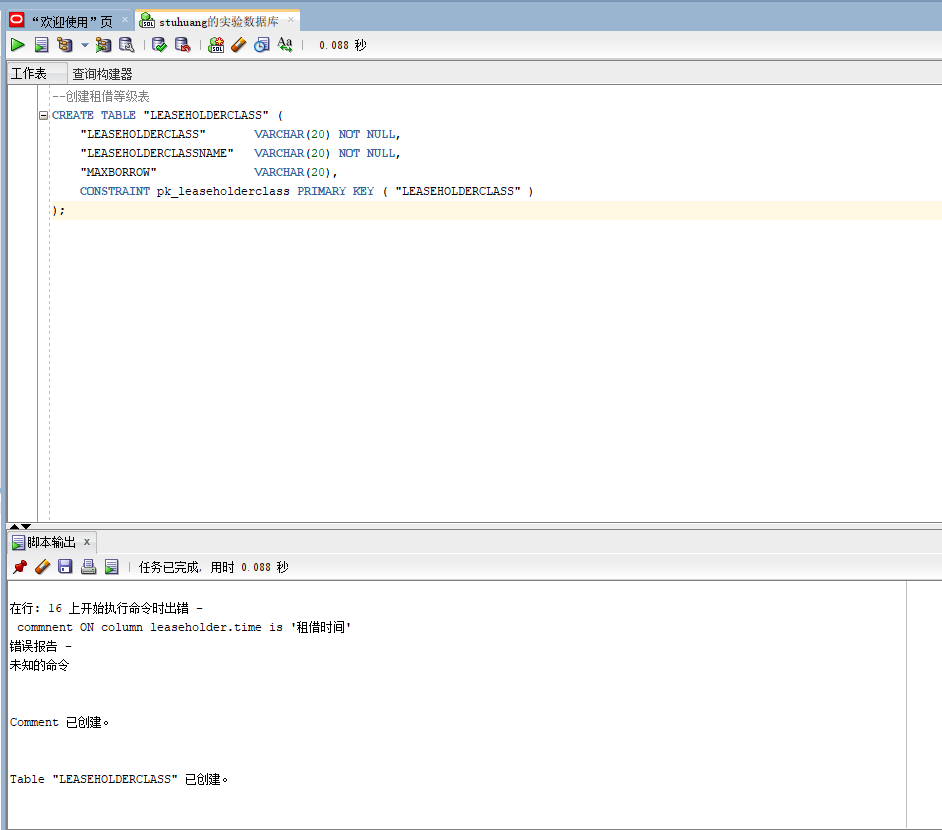 “欢迎使用”页
stuhuang的实验数据库
0.088 秒
工作表
查询构建器
--创建租借等级表
CREATE TABLE "LEASEHOLDERCLASS" (
"LEASEHOLDERCLASS" VARCHAR(20) NOT NULL,
"LEASEHOLDERCLASSNAME" VARCHAR(20) NOT NULL,
"MAXBORROW" VARCHAR(20),
CONSTRAINT pk_leaseholderclass PRIMARY KEY ( "LEASEHOLDERCLASS" )
);
脚本输出
任务已完成, 用时 0.088 秒
在行: 16 上开始执行命令时出错 -
commnent ON column leaseholder.time is '租借时间'
错误报告 -
未知的命令
Comment 已创建。
Table "LEASEHOLDERCLASS" 已创建。